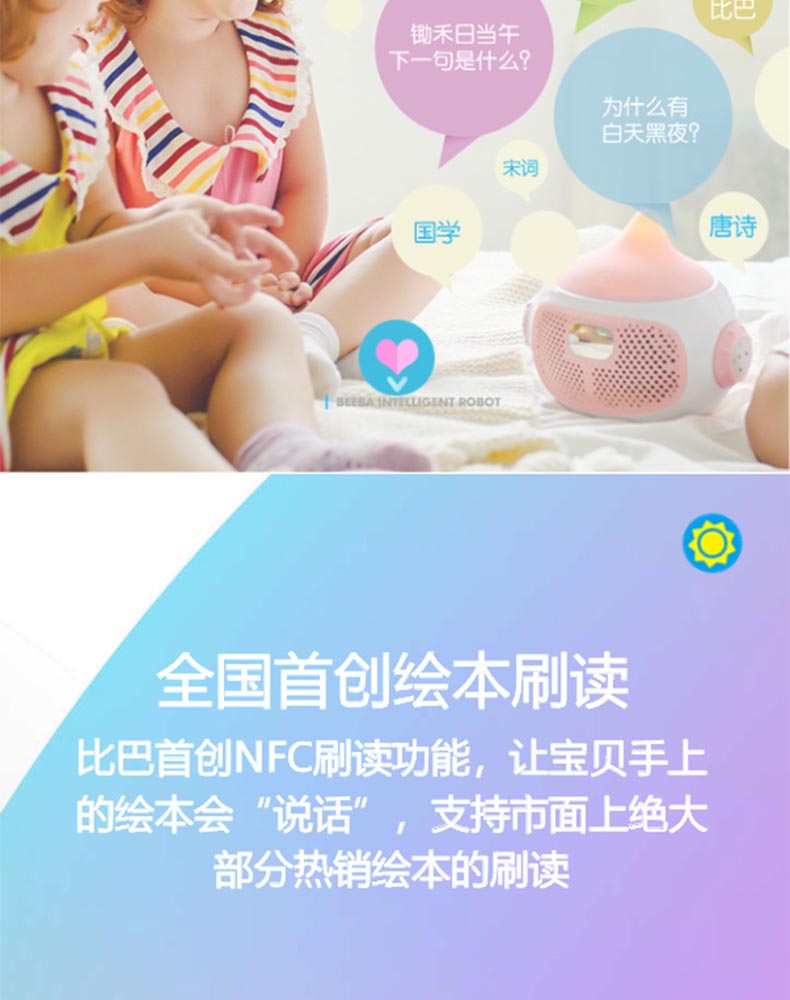 比巴
锄禾日当午
下一句是什么?
为什么有
白天黑夜?
宋词
国学
唐诗
BEEBA INTELLIGENT ROBOT
全国首创绘本刷读
比巴首创NFC刷读功能，让宝贝手上
的绘本会“说话”，支持市面上绝大
部分热销绘本的刷读